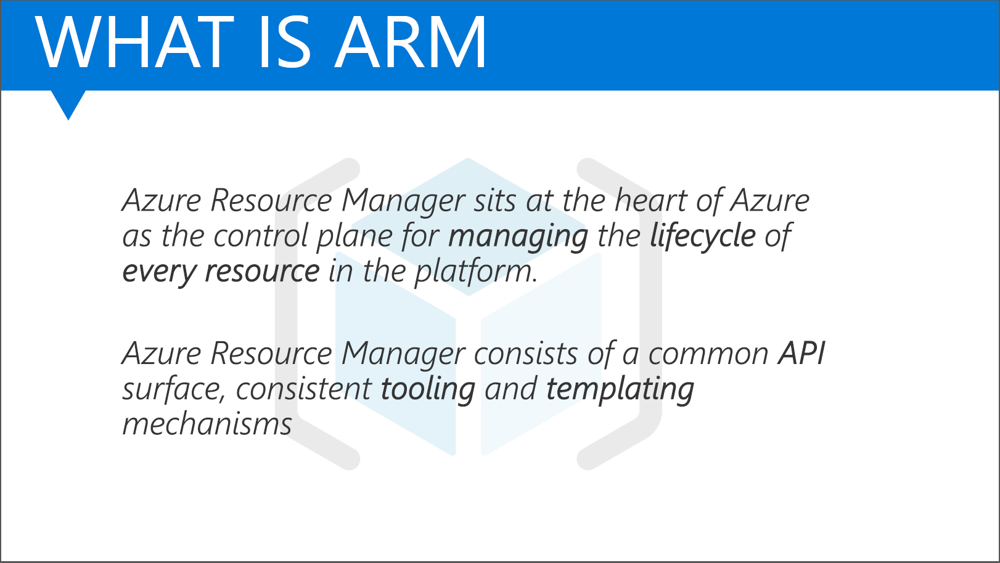 WHAT IS ARM
Azure Resource Manager sits at the heart of Azure
as the control plane for managing the lifecycle of
every resource in the platform.
Azure Resource Manager consists of a common API
surface, consistent tooling and templating
mechanisms